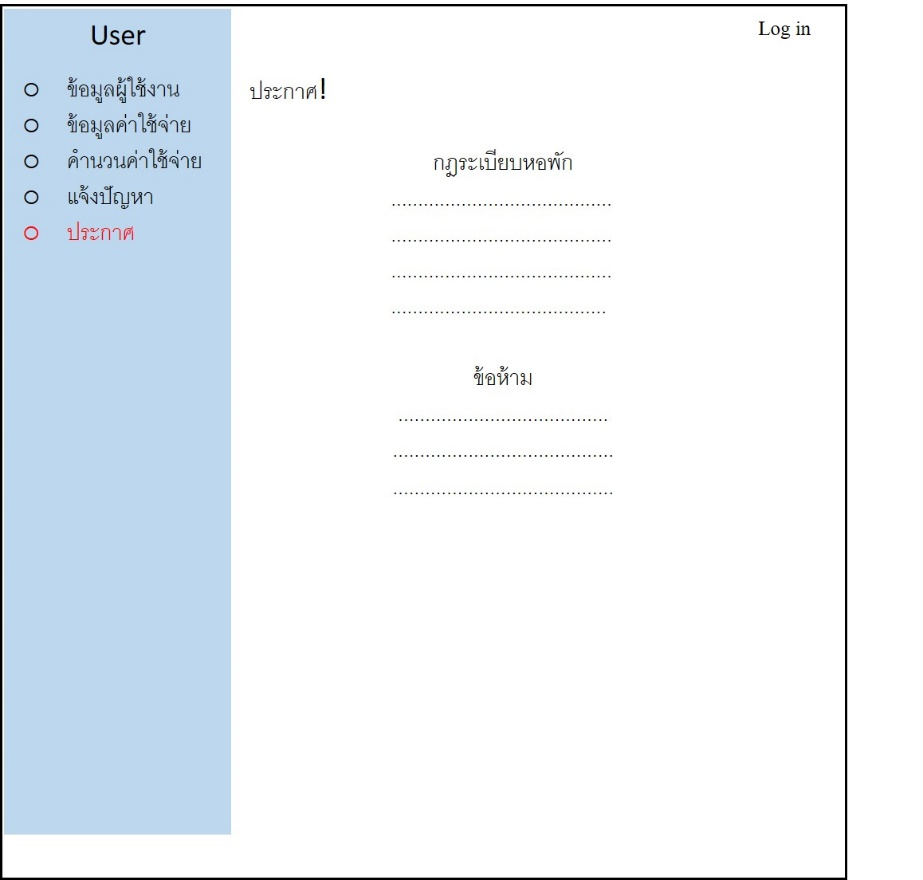 User
Log in
ข้อมูลผู้ใช้งาน
ข้อมูลค่าใช้จ่าย
คำนวนค่าใช้จ่าย
แจ้งปัญหา
ประกาศ
ประกาศ!
กฎระเบียบหอพัก
.........................................
.........................................
.........................................
........................................
ข้อห้าม
.......................................
.........................................
.........................................